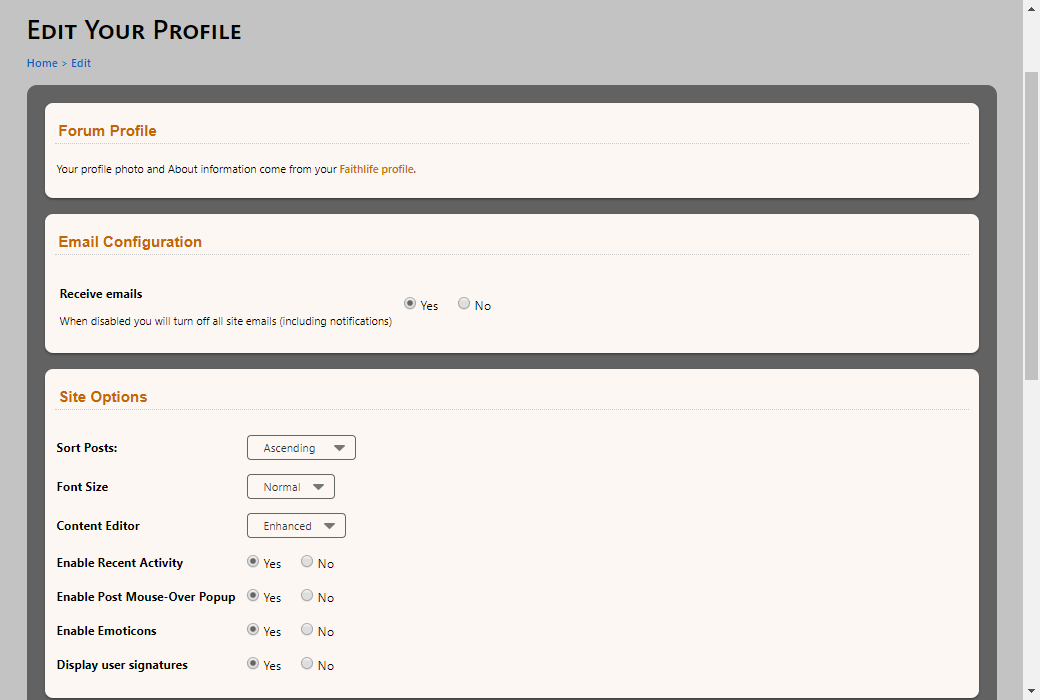 Edit Your Profile
Home > Edit
Forum Profile
Your profile photo and About information come from your Faithlife profile.
Email Configuration
Receive emails
Yes No
When disabled you will turn off all site emails (including notifications)
Site Options
Sort Posts: Ascending
Font Size Normal
Content Editor Enhanced
Enable Recent Activity Yes No
Enable Post Mouse-Over Popup Yes No
Enable Emoticons Yes No
Display user signatures Yes No